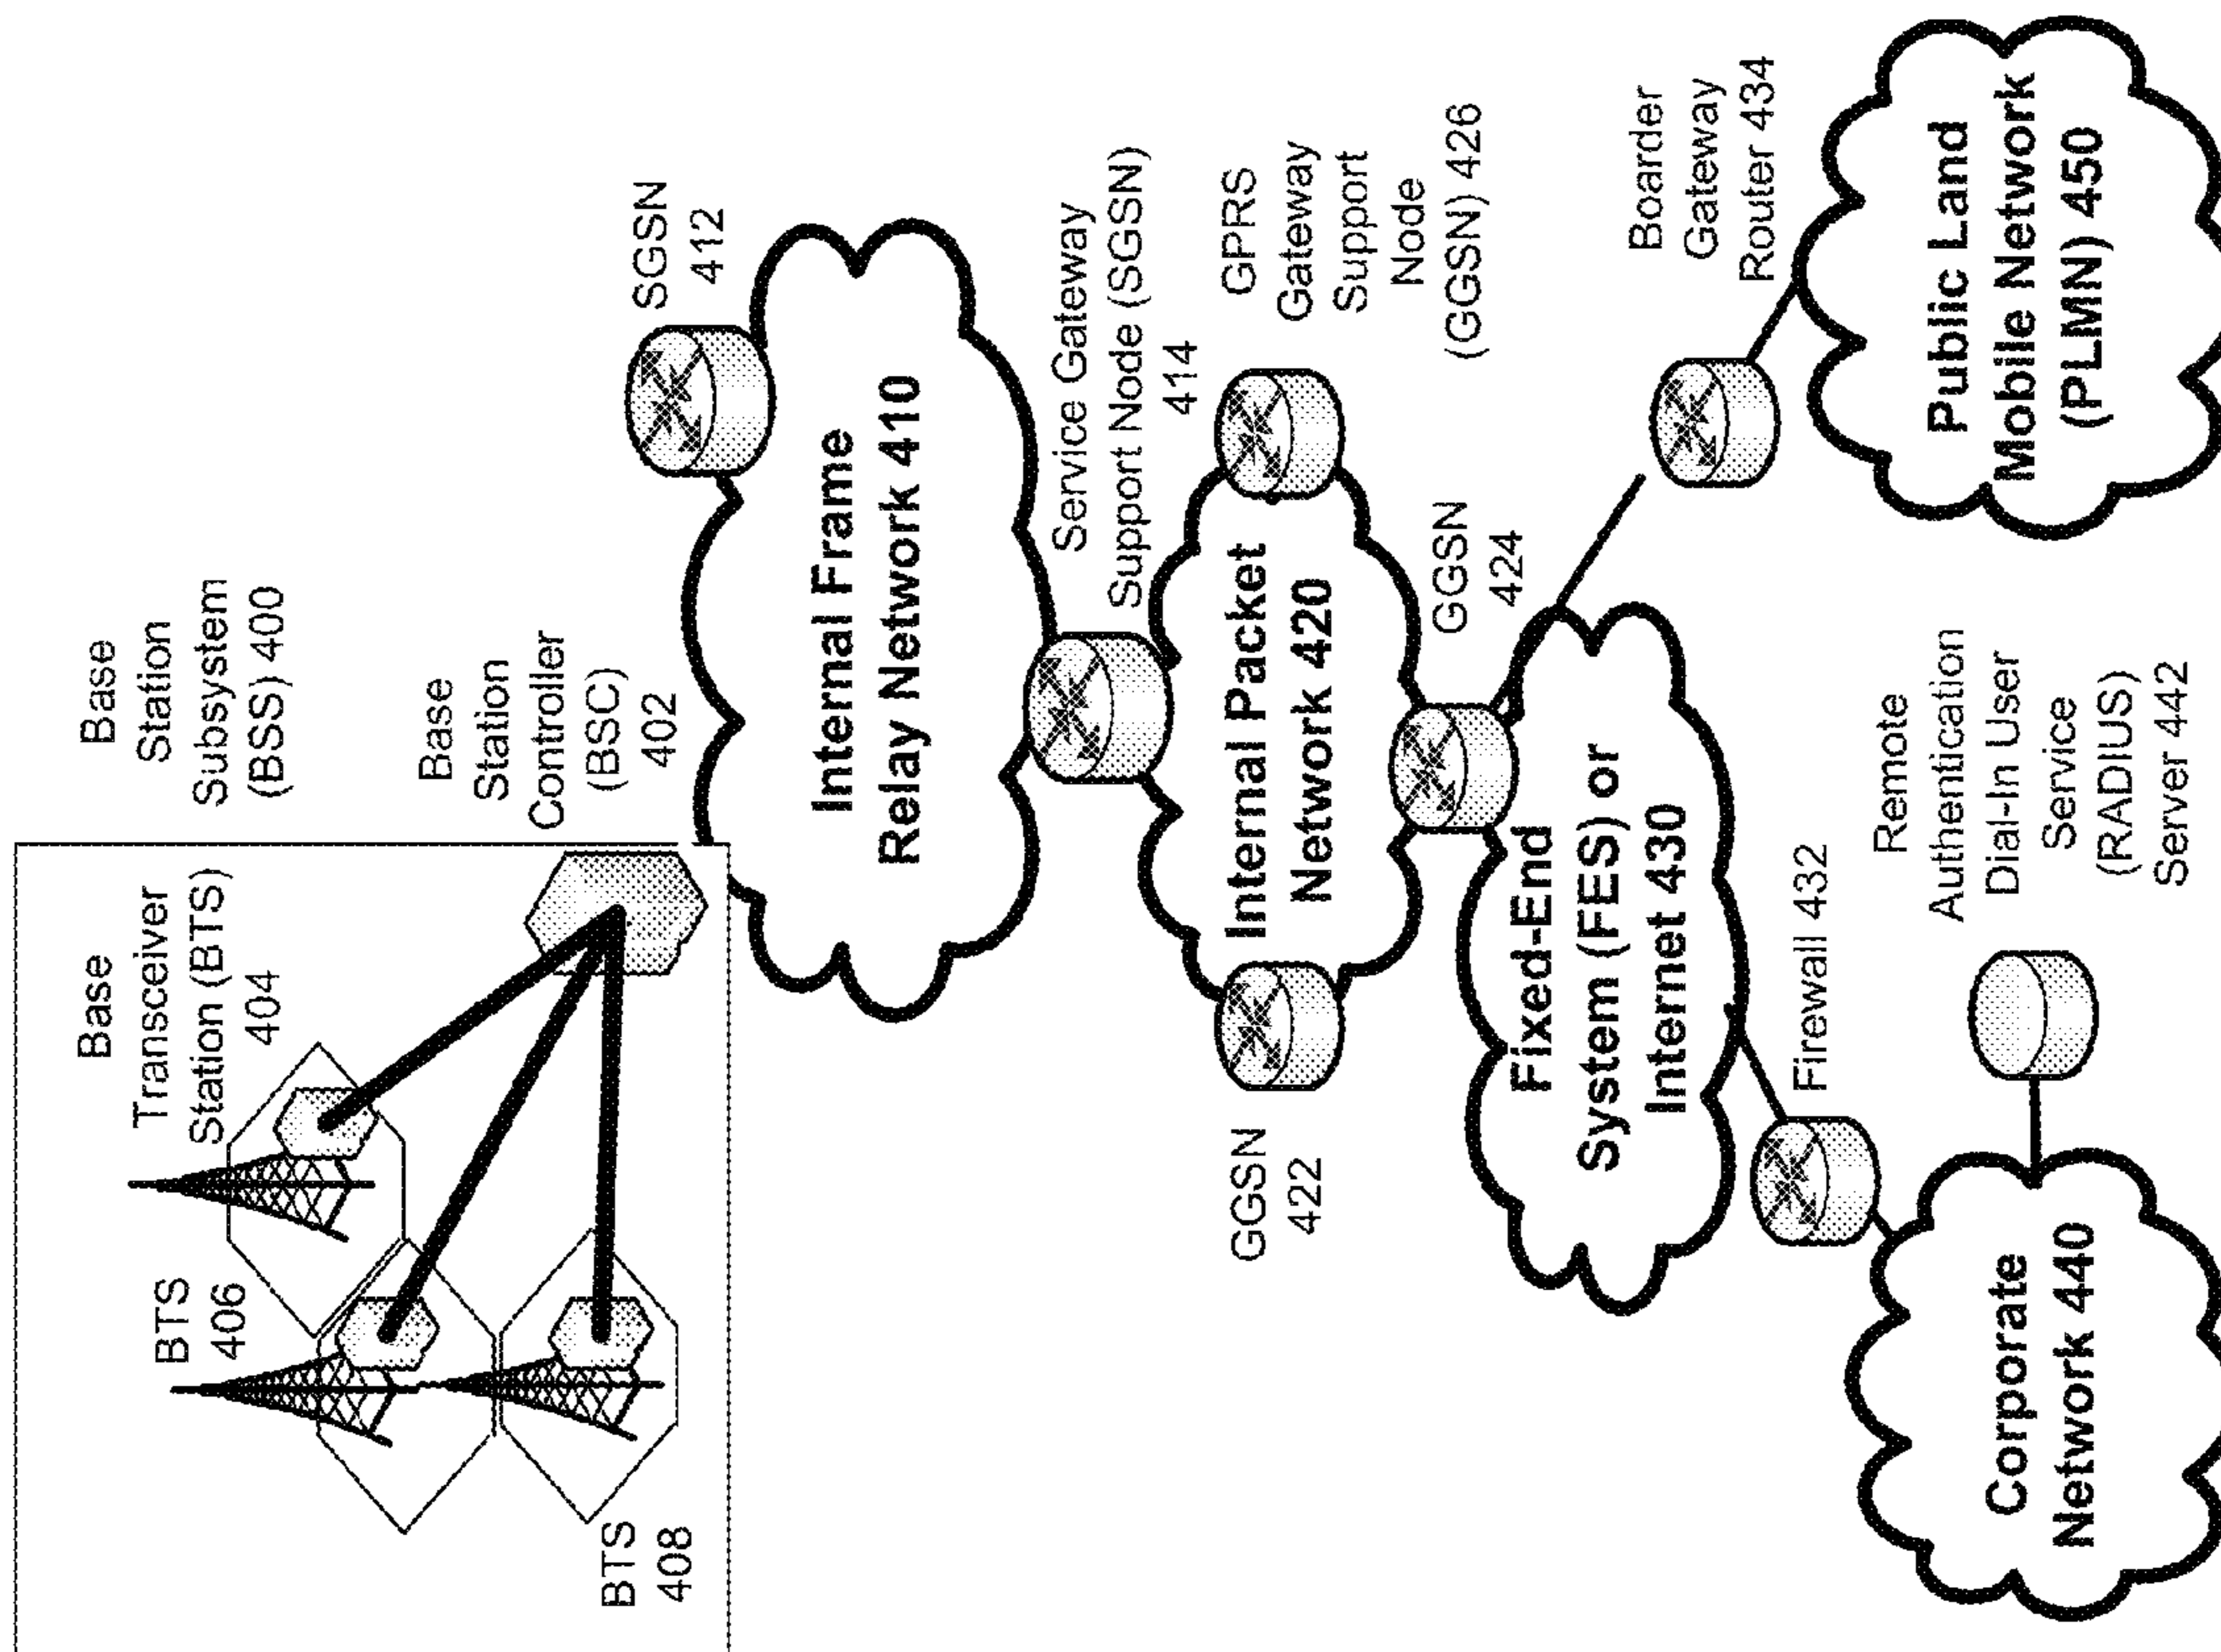 Base
Station
Subsystem
(BSS) 400
Base
Transceiver
Station (BTS)
404
BTS
406
BTS
408
Base
Station
Controller
(BSC)
402
SGSN
412
Internal Frame
Relay Network 410
Service Gateway
Support Node (SGSN)
414
GGSN
422
Internal Packet
Network 420
GPRS
Gateway
Support
Node
(GGSN) 426
GGSN
424
Fixed-End
System (FES) or
Internet 430
Boarder
Gateway
Router 434
Firewall 432
Remote
Authentication
Dial-In User
Service
(RADIUS)
Server 442
Corporate
Network 440
Public Land
Mobile Network
(PLMN) 450